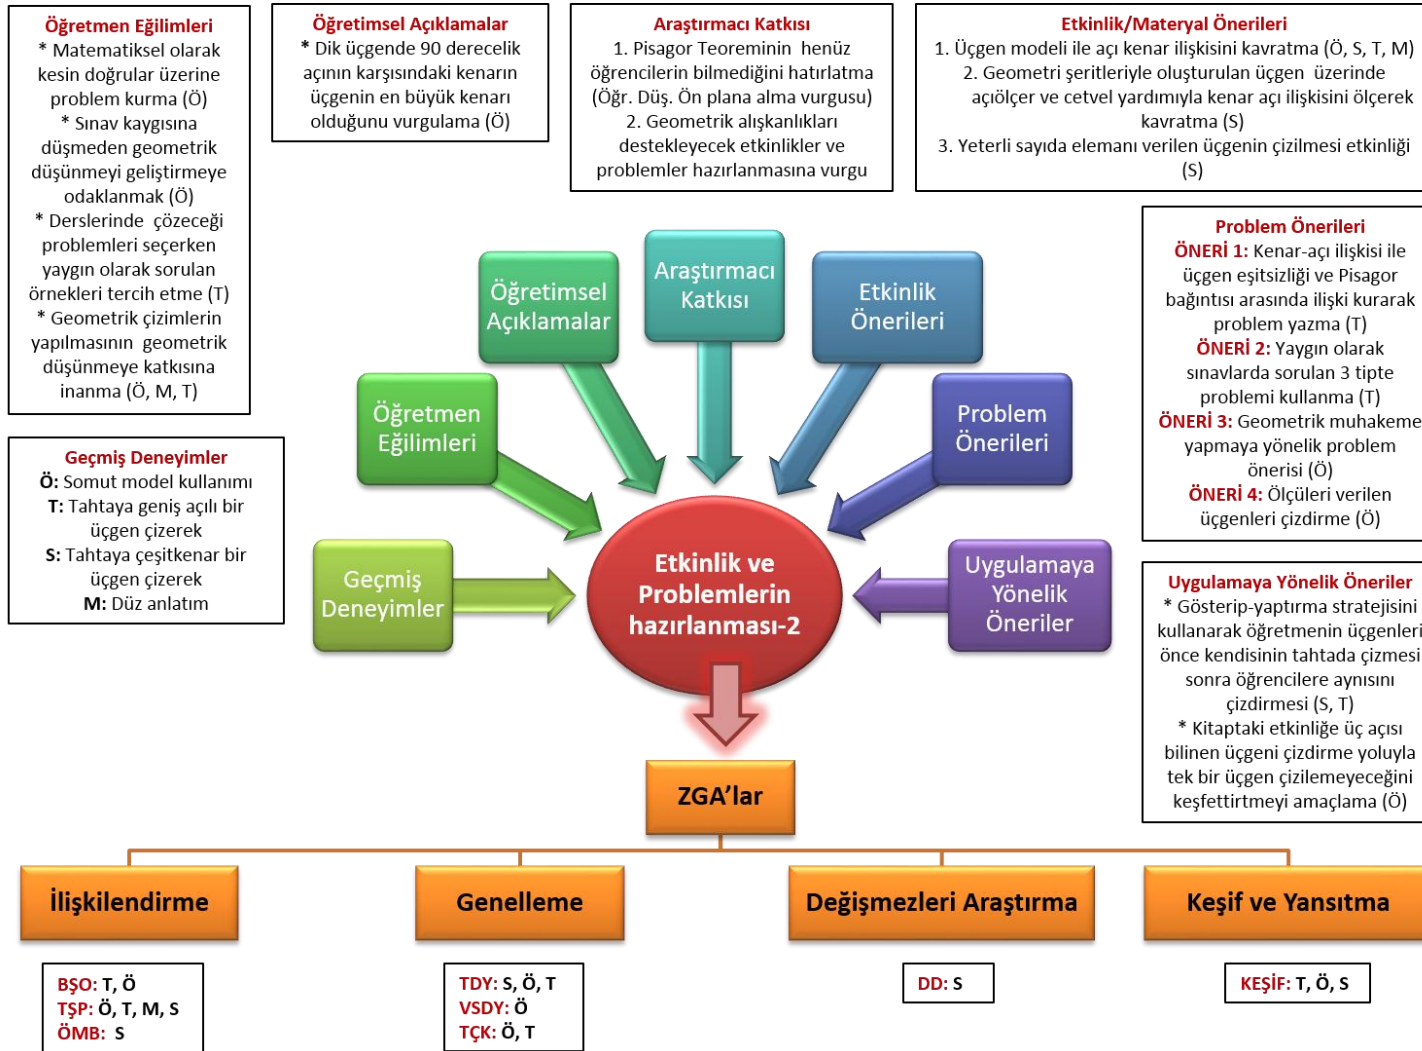 Öğretmen Eğilimleri
* Matematiksel olarak
kesin doğrular üzerine
problem kurma (Ö)
* Sınav kaygısına
düşmeden geometrik
düşünmeyi geliştirmeye
odaklanmak (Ö)
* Derslerinde çözeceği
problemleri seçerken
yaygın olarak sorulan
örnekleri tercih etme (T)
* Geometrik çizimlerin
yapılmasının geometrik
düşünmeye katkısına
inanma (Ö, M, T)
Öğretimsel Açıklamalar
* Dik üçgende 90 derecelik
açının karşısındaki kenarın
üçgenin en büyük kenarı
olduğunu vurgulama (Ö)
Araştırmacı Katkısı
1. Pisagor Teoreminin henüz
öğrencilerin bilmediğini hatırlatma
(Öğr. Düş. Ön plana alma vurgusu)
2. Geometrik alışkanlıkları
destekleyecek etkinlikler ve
problemler hazırlanmasına vurgu
Etkinlik/Materyal Önerileri
1. Üçgen modeli ile açı kenar ilişkisini kavratma (Ö, S, T, M)
2. Geometri şeritleriyle oluşturulan üçgen üzerinde
açıölçer ve cetvel yardımıyla kenar açı ilişkisini ölçerek
kavratma (S)
3. Yeterli sayıda elemanı verilen üçgenin çizilmesi etkinliği
(S)
Problem Önerileri
ÖNERİ 1: Kenar-açı ilişkisi ile
üçgen eşitsizliği ve Pisagor
bağıntısı arasında ilişki kurarak
problem yazma (T)
ÖNERİ 2: Yaygın olarak
sınavlarda sorulan 3 tipte
problemi kullanma (T)
ÖNERİ 3: Geometrik muhakeme
yapmaya yönelik problem
önerisi (Ö)
ÖNERİ 4: Ölçüleri verilen
üçgenleri çizdirme (Ö)
Geçmiş Deneyimler
Ö: Somut model kullanımı
T: Tahtaya geniş açılı bir
üçgen çizerek
S: Tahtaya çeşitkenar bir
üçgen çizerek
M: Düz anlatım
Uygulamaya Yönelik Öneriler
* Gösterip-yaptırma stratejisini
kullanarak öğretmenin üçgenleri
önce kendisinin tahtada çizmesi
sonra öğrencilere aynısını
çizdirmesi (S, T)
* Kitaptaki etkinliğe üç açısı
bilinen üçgeni çizdirme yoluyla
tek bir üçgen çizilemeyeceğini
keşfettirtmeyi amaçlama (Ö)
Geçmiş
Deneyimler
Öğretmen
Eğilimleri
Öğretimsel
Açıklamalar
Araştırmacı
Katkısı
Etkinlik
Önerileri
Problem
Önerileri
Uygulamaya
Yönelik
Öneriler
Etkinlik ve
Problemlerin
hazırlanması-2
ZGA’lar
İlişkilendirme
Genelleme
Değişmezleri Araştırma
Keşif ve Yansıtma
BŞO: T, Ö
TŞP: Ö, T, M, S
ÖMB: S
TDY: S, Ö, T
VSDY: Ö
TÇK: Ö, T
DD: S
KEŞİF: T, Ö, S